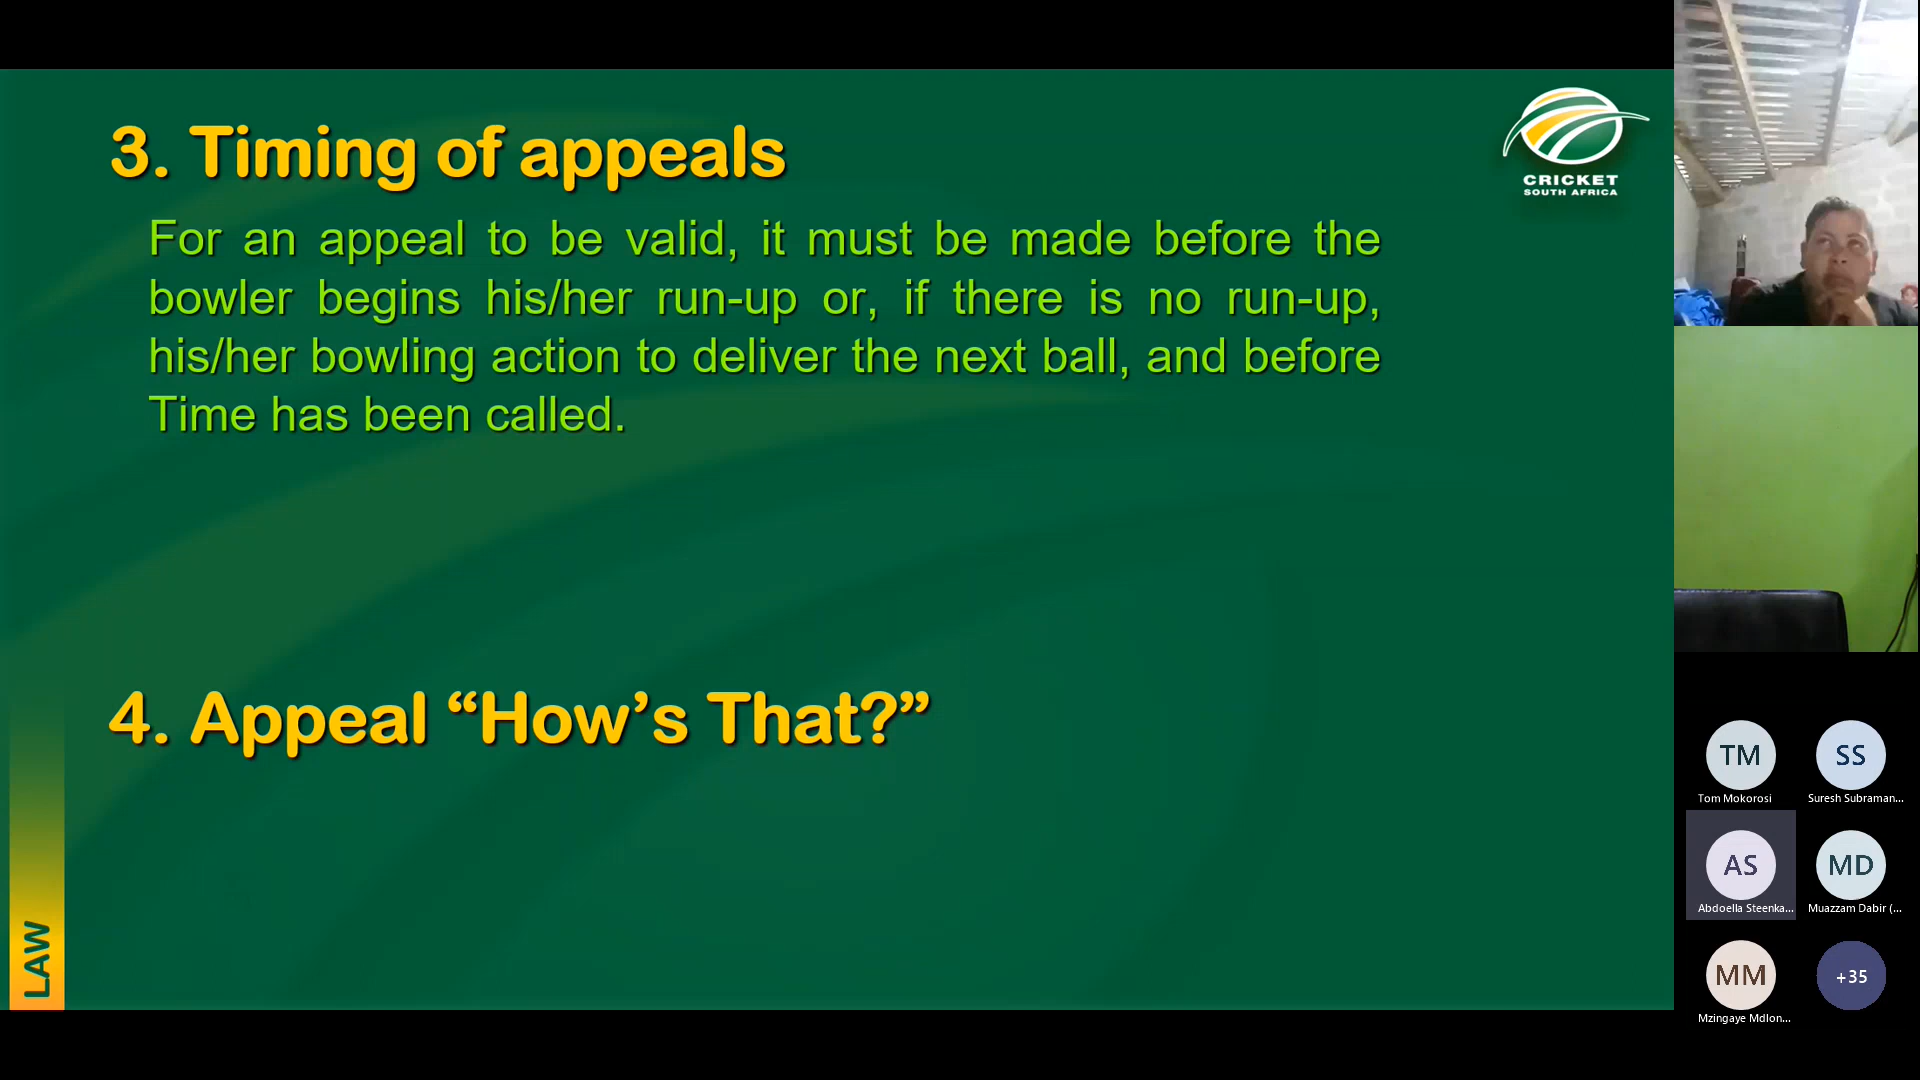 3. Timing of appeals
For an appeal to be valid, it must be made before the
bowler begins his/her run-up or, if there is no run-up,
his/her bowling action to deliver the next ball, and before
Time has been called.
4. Appeal “How’s That?”
LAW
CRICKET
SOUTH AFRICA
TM
Tom Mokorosi
SS
Suresh Subraman...
AS
Abdoella Steenka...
MD
Muazzam Dabir (...
MM
Mzingaye Mdlon...
+35